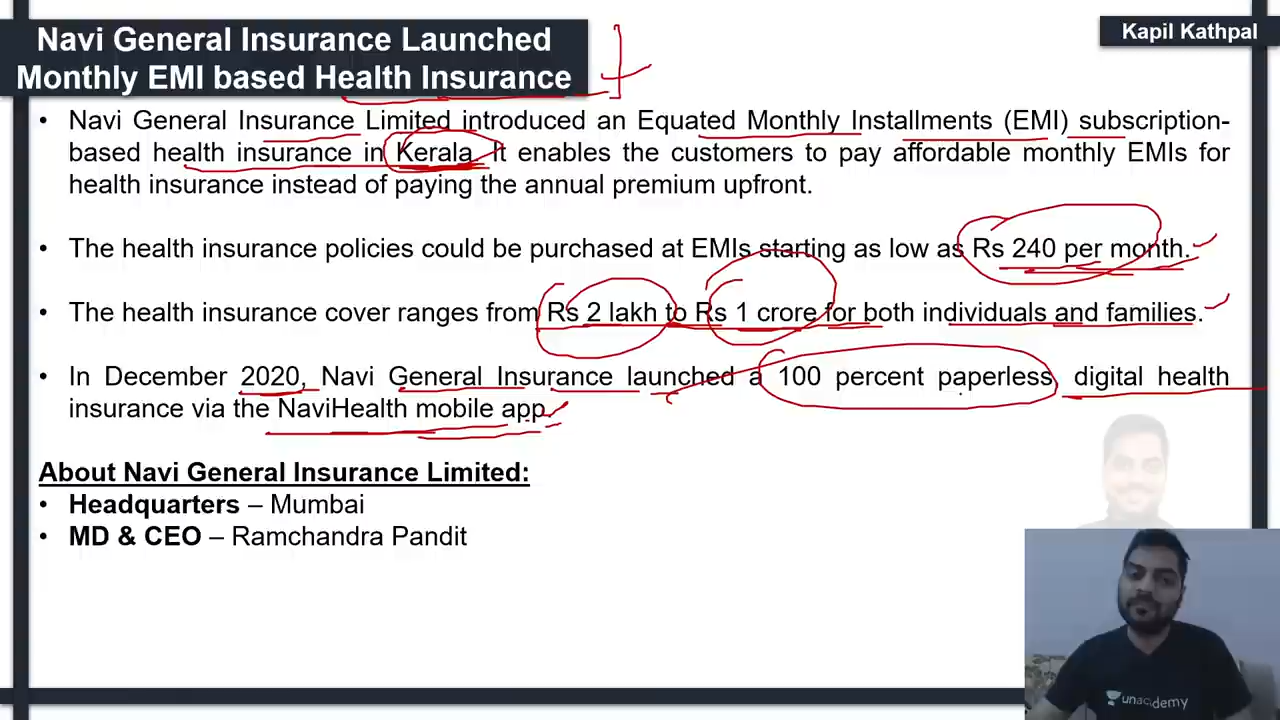 Navi General Insurance Launched
Monthly EMI based Health Insurance
Kapil Kathpal
• Navi General Insurance Limited introduced an Equated Monthly Installments (EMI) subscription-
based health insurance in Kerala. It enables the customers to pay affordable monthly EMIs for
health insurance instead of paying the annual premium upfront.
• The health insurance policies could be purchased at EMIs starting as low as Rs 240 per month.
• The health insurance cover ranges from Rs 2 lakh to Rs 1 crore for both individuals and families.
• In December 2020, Navi General Insurance launched a 100 percent paperless, digital health
insurance via the NaviHealth mobile app.
About Navi General Insurance Limited:
• Headquarters – Mumbai
• MD & CEO – Ramchandra Pandit
unacademy